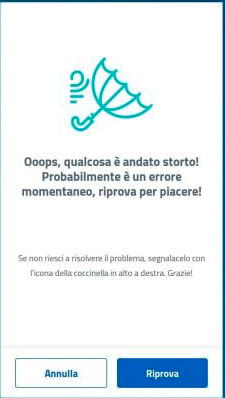 Ooops, qualcosa è andato storto!
Probabilmente è un errore
momentaneo, riprova per piacere!
Se non riesci a risolvere il problema, segnalacelo con
l'icona della coccinella in alto a destra. Grazie!
Annulla
Riprova